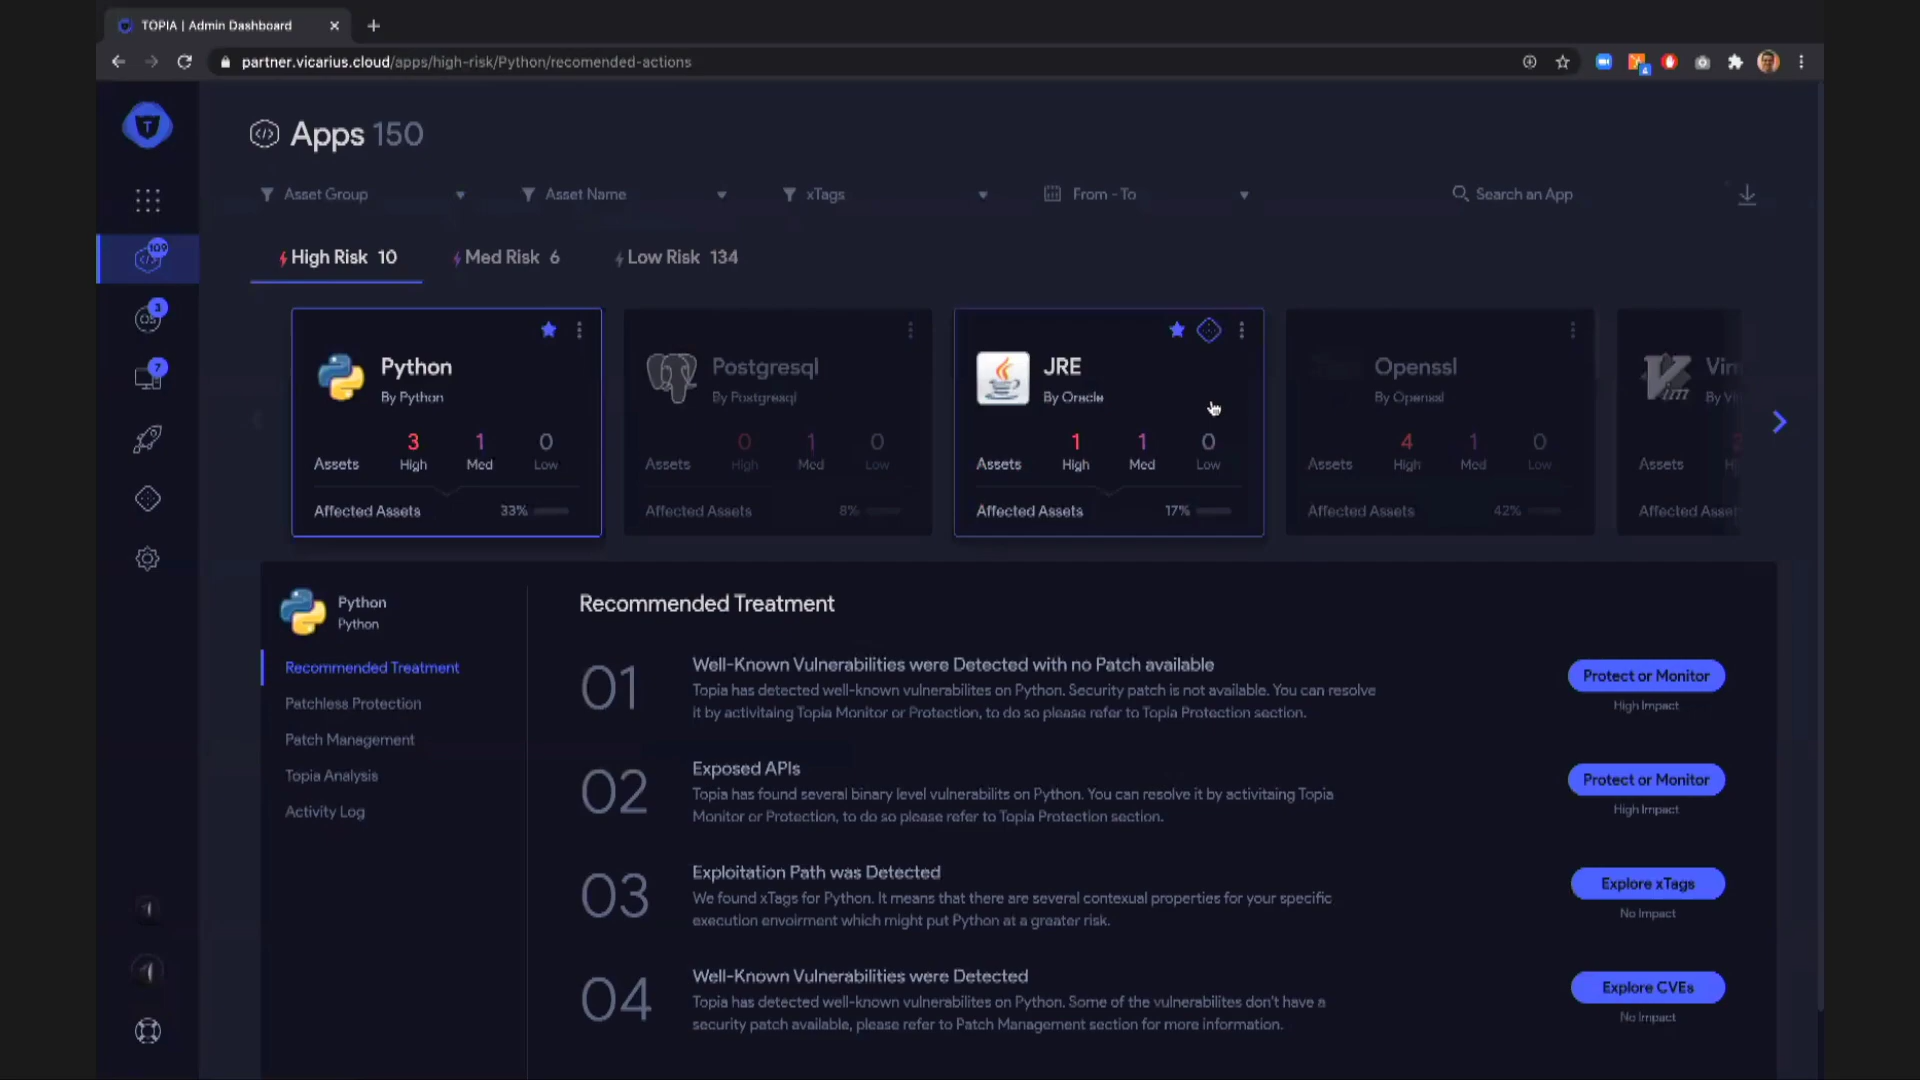 TOPIA | Admin Dashboard
partner.vicarius.cloud/apps/high-risk/Python/recomended-actions
4
T
Apps 150
Asset Group
Asset Name
xTags
From - To
Search an App
109
High Risk 10
Med Risk 6
Low Risk 134
3
OS
7
Python
By Python
Assets
3
High
1
Med
0
Low
Affected Assets
33%
Postgresql
By Postgresql
Assets
0
High
1
Med
0
Low
Affected Assets
8%
JRE
By Oracle
Assets
1
High
1
Med
0
Low
Affected Assets
17%
Openssl
By Openssl
Assets
4
High
1
Med
0
Low
Affected Assets
42%
Assets
Python
Python
Recommended Treatment
Patchless Protection
Patch Management
Topia Analysis
Activity Log
Recommended Treatment
01
Well-Known Vulnerabilities were Detected with no Patch available
Topia has detected well-known vulnerabilites on Python. Security patch is not available. You can resolve
it by activitaing Topia Monitor or Protection, to do so please refer to Topia Protection section.
Protect or Monitor
High Impact
02
Exposed APIs
Topia has found several binary level vulnerabilits on Python. You can resolve it by activitaing Topia
Monitor or Protection, to do so please refer to Topia Protection section.
Protect or Monitor
High Impact
03
Exploitation Path was Detected
We found xTags for Python. It means that there are several contexual properties for your specific
execution envoirment which might put Python at a greater risk.
Explore xTags
No Impact
04
Well-Known Vulnerabilities were Detected
Topia has detected well-known vulnerabilites on Python. Some of the vulnerabilites don't have a
security patch available, please refer to Patch Management section for more information.
Explore CVEs
No Impact